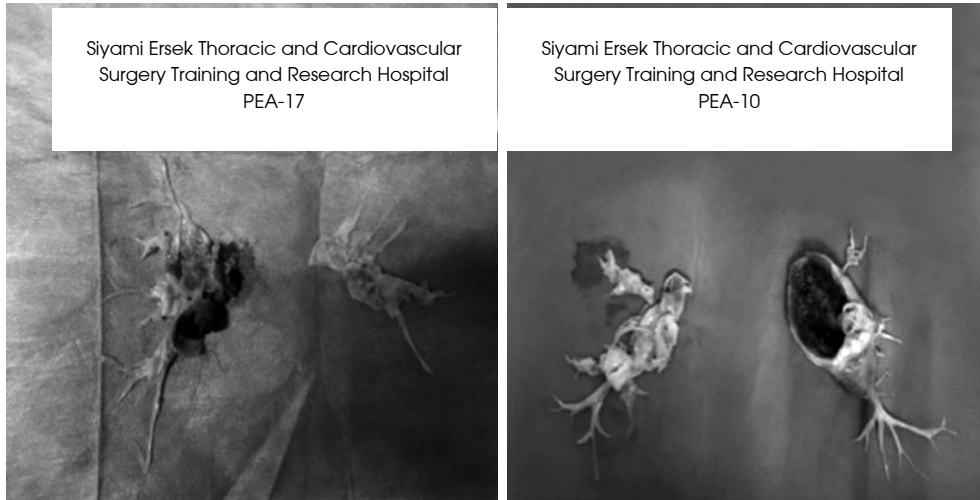 Siyami Ersek Thoracic and Cardiovascular
Surgery Training and Research Hospital
PEA-17
Siyami Ersek Thoracic and Cardiovascular
Surgery Training and Research Hospital
PEA-10